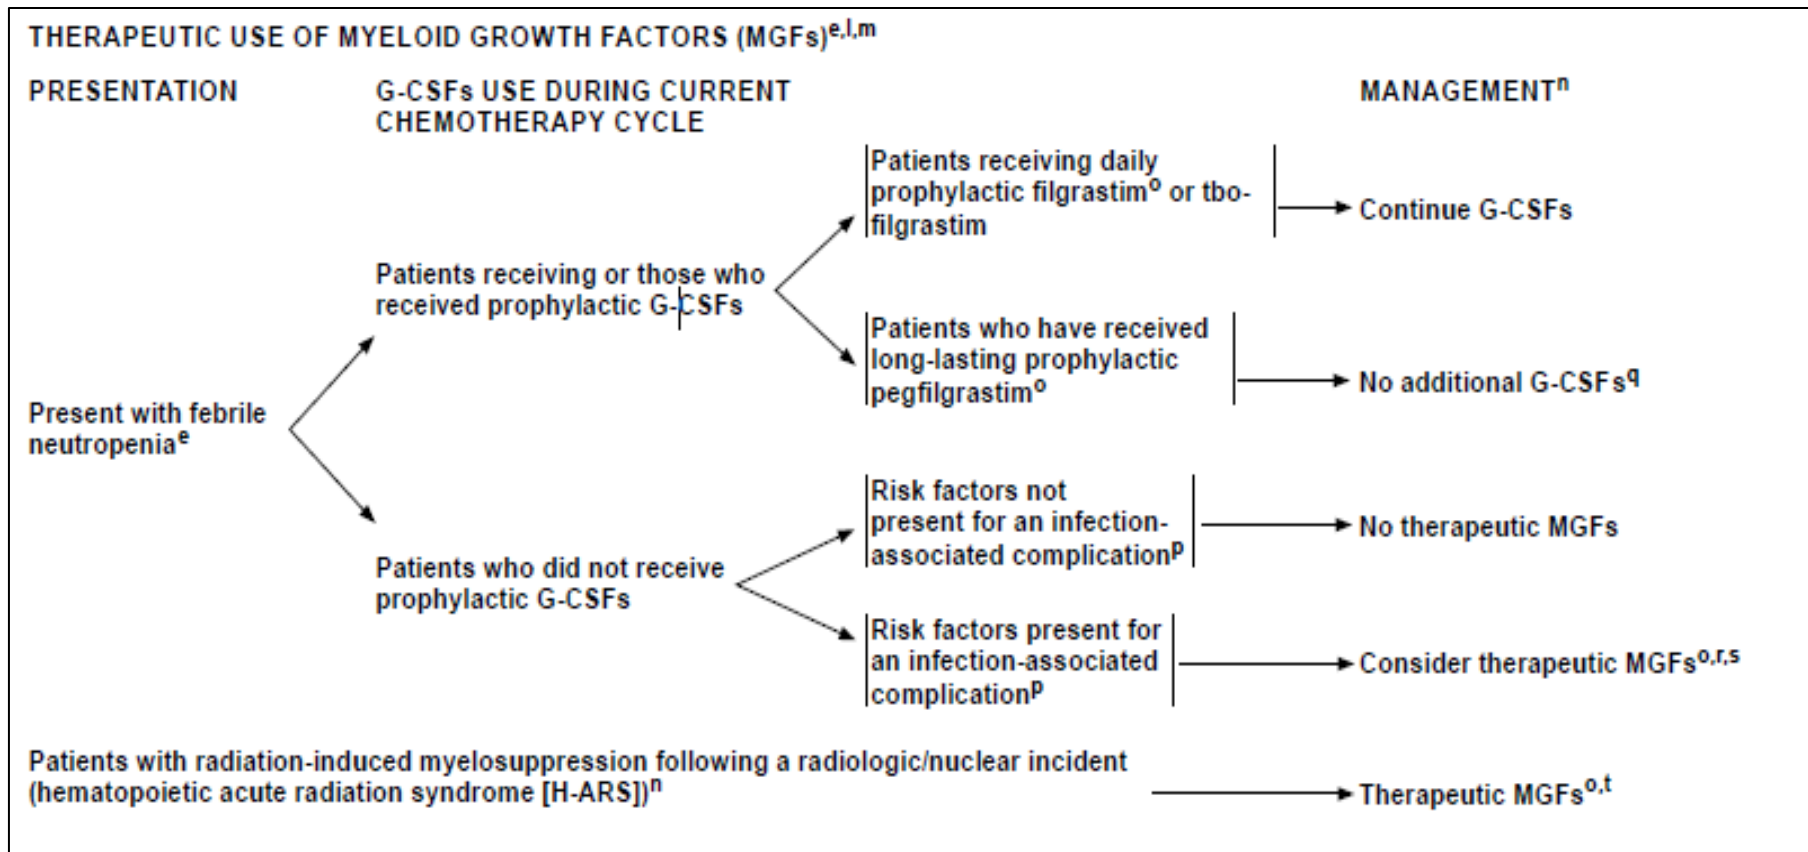 THERAPEUTIC USE OF MYELOID GROWTH FACTORS (MGFs)e,l,m
PRESENTATION
G-CSFs USE DURING CURRENT
CHEMOTHERAPY CYCLE
MANAGEMENTn
Patients receiving daily
prophylactic filgrastimo or tbo-
filgrastim
Continue G-CSFs
Patients receiving or those who
received prophylactic G-CSFs
Patients who have received
long-lasting prophylactic
pegfilgrastimo
No additional G-CSFsq
Present with febrile
neutropeniae
Risk factors not
present for an infection-
associated complicationp
No therapeutic MGFs
Patients who did not receive
prophylactic G-CSFs
Risk factors present for
an infection-associated
complicationp
Consider therapeutic MGFso,r,s
Patients with radiation-induced myelosuppression following a radiologic/nuclear incident
(hematopoietic acute radiation syndrome [H-ARS])n
Therapeutic MGFso,t